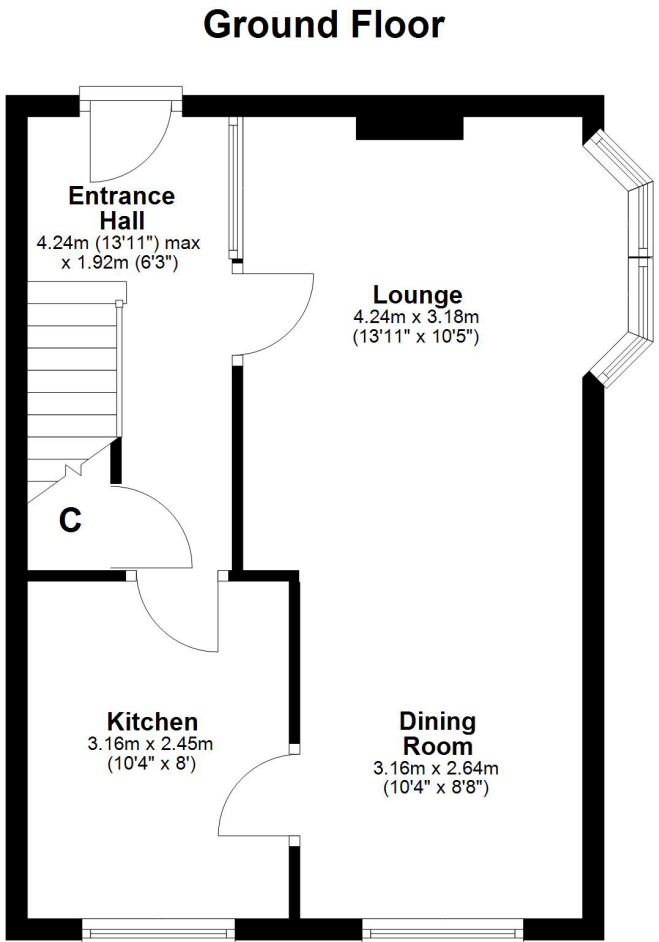 Ground Floor
Entrance
Hall
4.24m (13'11") max
x 1.92m (6'3")
Lounge
4.24m x 3.18m
(13'11" x 10'5")
C
Kitchen
3.16m x 2.45m
(10'4" x 8')
Dining
Room
3.16m x 2.64m
(10'4" x 8'8")